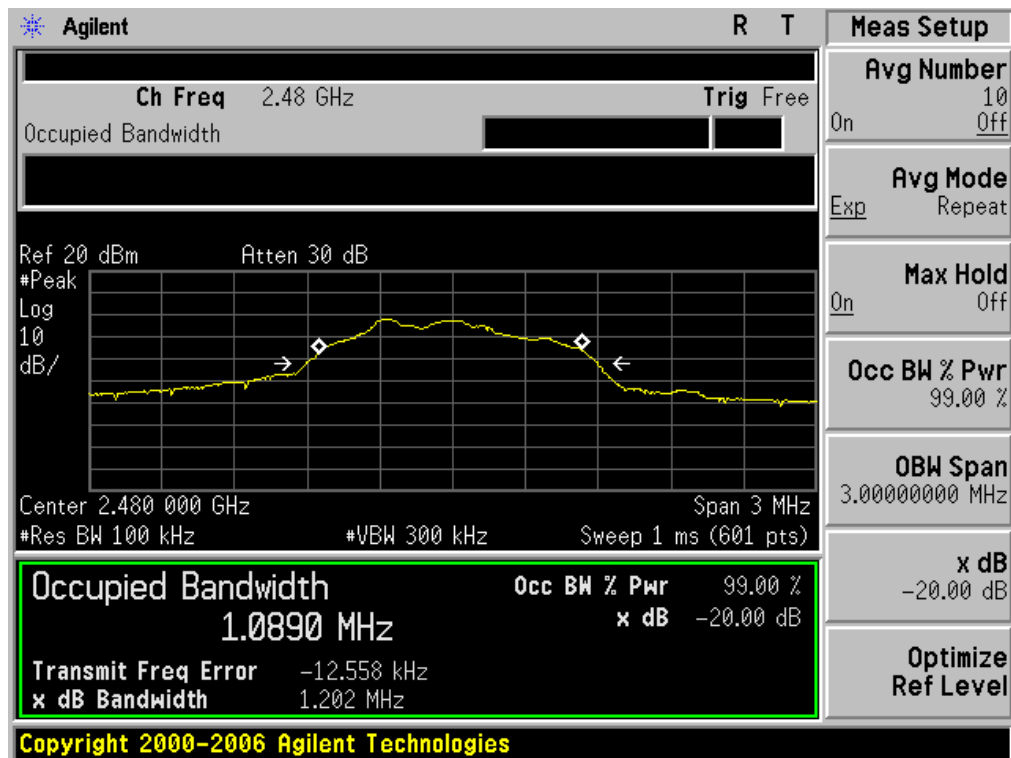 Agilent R T
Ch Freq 2.48 GHz Trig Free
Occupied Bandwidth
Ref 20 dBm Atten 30 dB
#Peak
Log
10
dB/
Center 2.480 000 GHz Span 3 MHz
#Res BW 100 kHz #VBW 300 kHz Sweep 1 ms (601 pts)
Occupied Bandwidth Occ BW % Pwr 99.00 %
1.0890 MHz x dB -20.00 dB
Transmit Freq Error -12.558 kHz
x dB Bandwidth 1.202 MHz
Copyright 2000-2006 Agilent Technologies
Meas Setup
Avg Number
10
On Off
Avg Mode
Exp Repeat
Max Hold
On Off
Occ BW % Pwr
99.00 %
OBW Span
3.00000000 MHz
x dB
-20.00 dB
Optimize
Ref Level